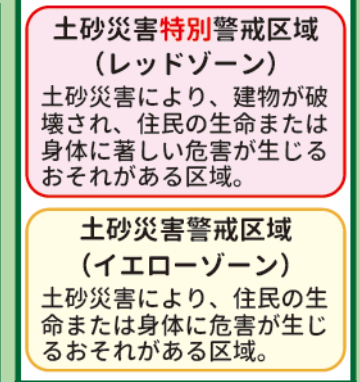 土砂災害特別警戒区域
（レッドゾーン）
土砂災害により、建物が破
壊され、住民の生命または
身体に著しい危害が生じる
おそれがある区域。
土砂災害警戒区域
（イエローゾーン）
土砂災害により、住民の生
命または身体に危害が生じ
るおそれがある区域。